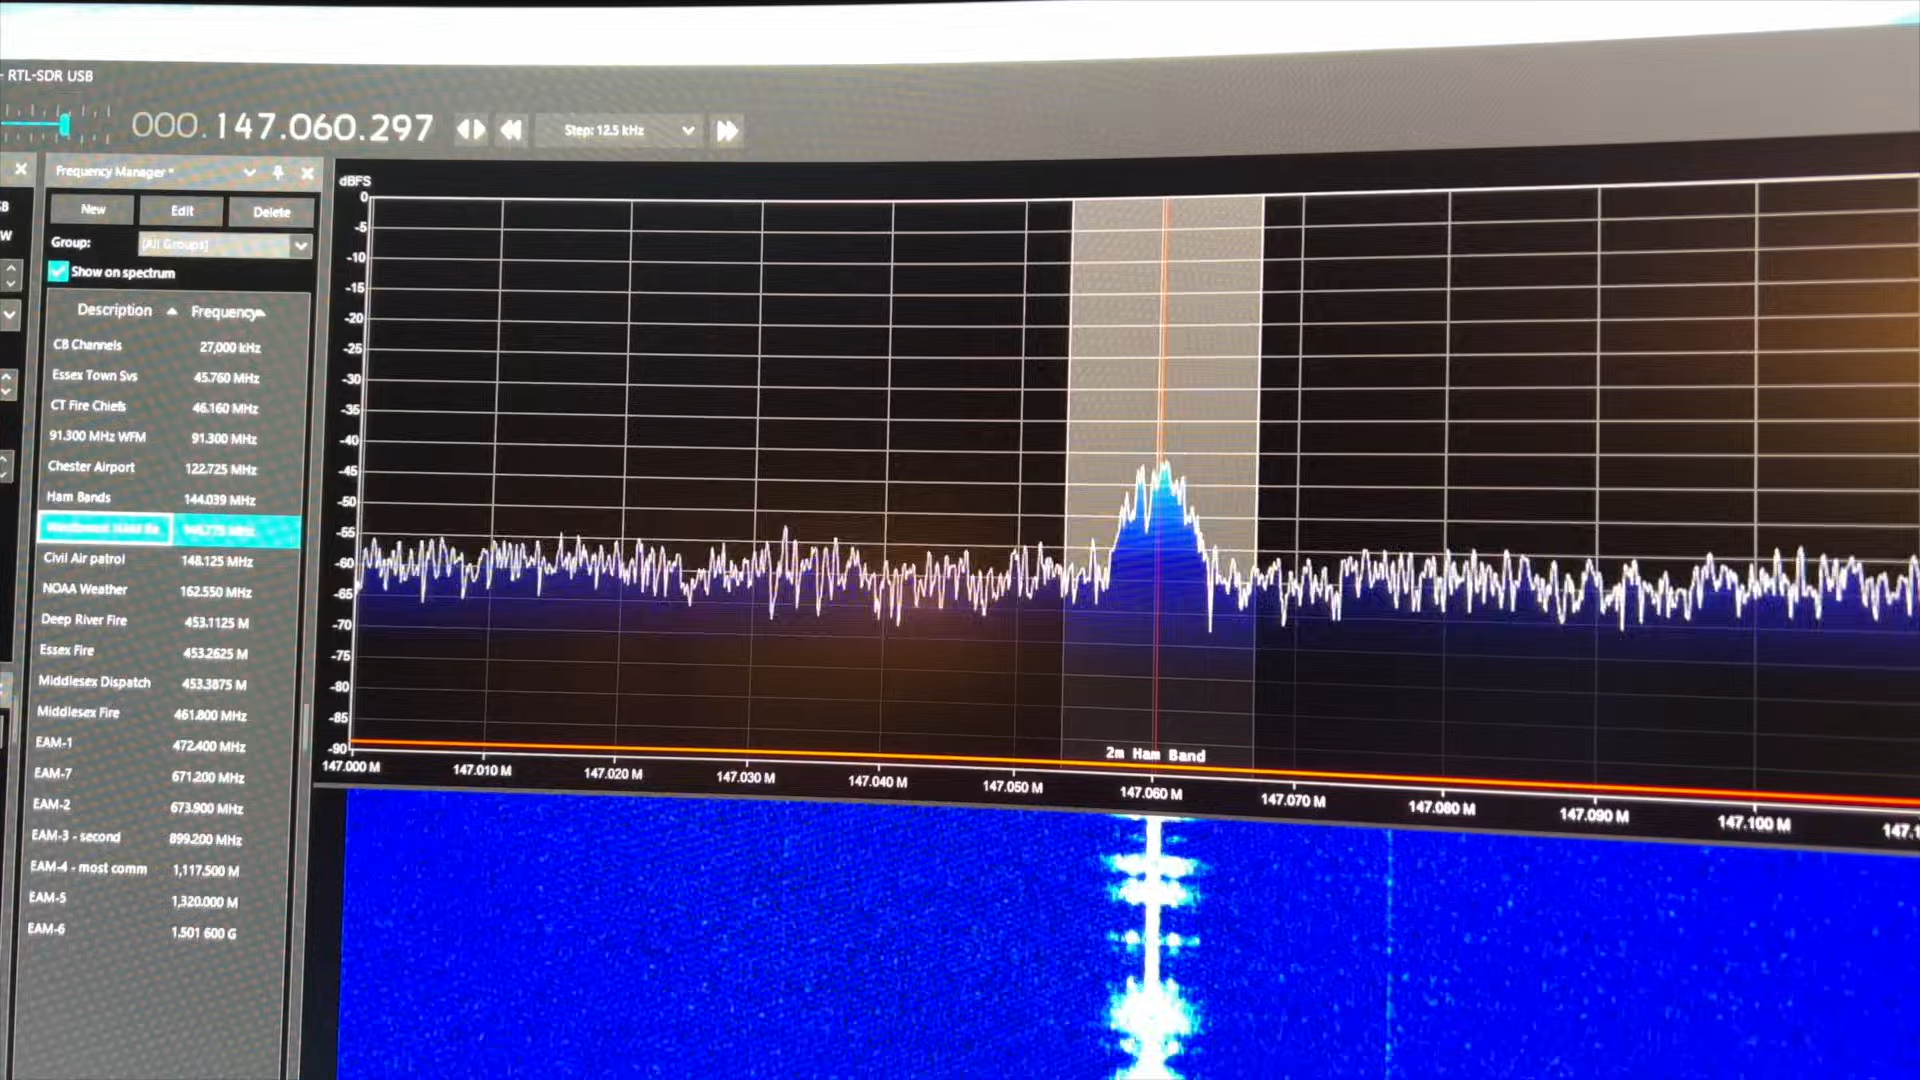 - RTL-SDR USB
000.147.060.297
Step: 12.5 kHz
Frequency Manager *
New Edit Delete
Group: [All Groups]
Show on spectrum
Description Frequency
CB Channels 27,000 kHz
Essex Town Svs 45.760 MHz
CT Fire Chiefs 46.160 MHz
91.300 MHz WFM 91.300 MHz
Chester Airport 122.725 MHz
Ham Bands 144.039 MHz
Civil Air patrol 148.125 MHz
NOAA Weather 162.550 MHz
Deep River Fire 453.1125 M
Essex Fire 453.2625 M
Middlesex Dispatch 453.3875 M
Middlesex Fire 461.800 MHz
EAM-1 472.400 MHz
EAM-7 671.200 MHz
EAM-2 673.900 MHz
EAM-3 - second 899.200 MHz
EAM-4 - most comm 1,117.500 M
EAM-5 1,320.000 M
EAM-6 1.501 600 G
dBFS
0
-5
-10
-15
-20
-25
-30
-35
-40
-45
-50
-55
-60
-65
-70
-75
-80
-85
-90
2m Ham Band
147.000 M 147.010 M 147.020 M 147.030 M 147.040 M 147.050 M 147.060 M 147.070 M 147.080 M 147.090 M 147.100 M 147.1